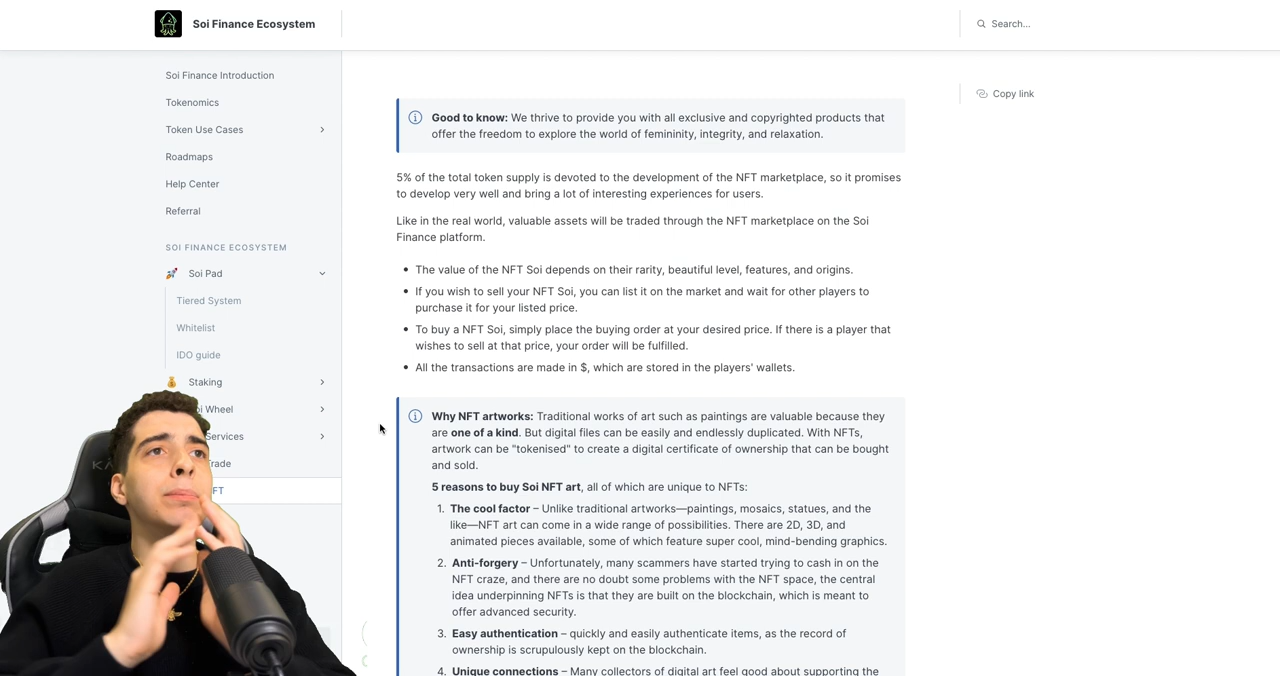 Soi Finance Ecosystem
Search...
Soi Finance Introduction
Tokenomics
Token Use Cases
Roadmaps
Help Center
Referral
SOI FINANCE ECOSYSTEM
Soi Pad
Tiered System
Whitelist
IDO guide
Staking
Wheel
Services
Trade
FT
Copy link
Good to know: We thrive to provide you with all exclusive and copyrighted products that
offer the freedom to explore the world of femininity, integrity, and relaxation.
5% of the total token supply is devoted to the development of the NFT marketplace, so it promises
to develop very well and bring a lot of interesting experiences for users.
Like in the real world, valuable assets will be traded through the NFT marketplace on the Soi
Finance platform.
• The value of the NFT Soi depends on their rarity, beautiful level, features, and origins.
• If you wish to sell your NFT Soi, you can list it on the market and wait for other players to
purchase it for your listed price.
• To buy a NFT Soi, simply place the buying order at your desired price. If there is a player that
wishes to sell at that price, your order will be fulfilled.
• All the transactions are made in $, which are stored in the players' wallets.
Why NFT artworks: Traditional works of art such as paintings are valuable because they
are one of a kind. But digital files can be easily and endlessly duplicated. With NFTs,
artwork can be "tokenised" to create a digital certificate of ownership that can be bought
and sold.
5 reasons to buy Soi NFT art, all of which are unique to NFTs:
1. The cool factor – Unlike traditional artworks—paintings, mosaics, statues, and the
like—NFT art can come in a wide range of possibilities. There are 2D, 3D, and
animated pieces available, some of which feature super cool, mind-bending graphics.
2. Anti-forgery – Unfortunately, many scammers have started trying to cash in on the
NFT craze, and there are no doubt some problems with the NFT space, the central
idea underpinning NFTs is that they are built on the blockchain, which is meant to
offer advanced security.
3. Easy authentication – quickly and easily authenticate items, as the record of
ownership is scrupulously kept on the blockchain.
4. Unique connections – Many collectors of digital art feel good about supporting the